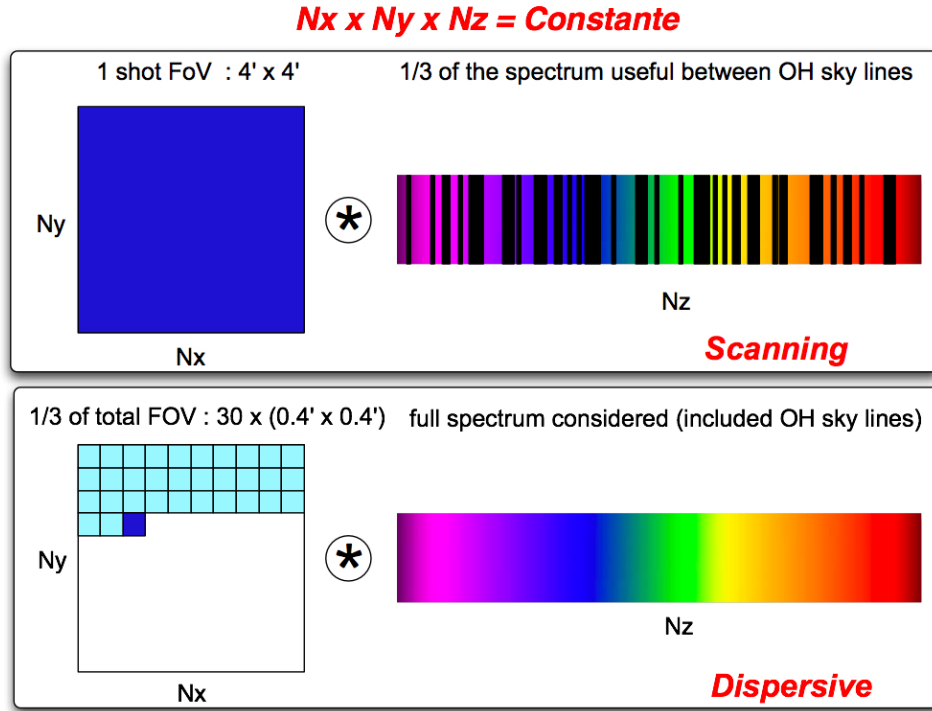 Nx x Ny x Nz = Constante
1 shot FoV : 4' x 4'
1/3 of the spectrum useful between OH sky lines
Ny
*
Nz
Nx
Scanning
1/3 of total FOV : 30 x (0.4' x 0.4')
full spectrum considered (included OH sky lines)
Ny
*
Nz
Nx
Dispersive